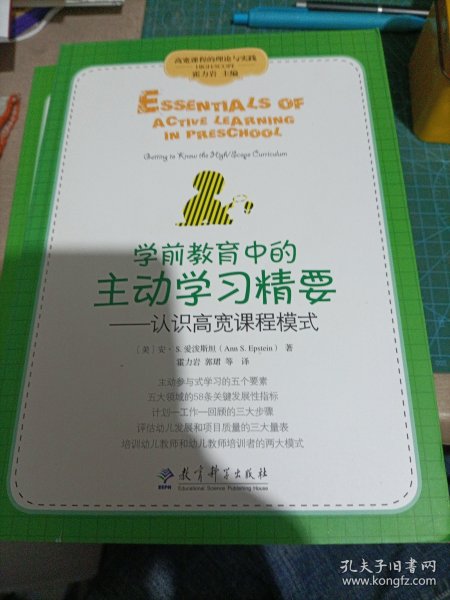 高宽课程的理论与实践
霍力岩 主编
ESSENTIALS OF
ACTIVE LEARNING
IN PRESCHOOL
Getting to Know the High/Scope Curriculum
学前教育中的
主动学习精要
——认识高宽课程模式
［美］安·S. 爱泼斯坦（Ann S. Epstein）著
霍力岩 郭珺 等 译
主动参与式学习的五个要素
五大领域的58条关键发展性指标
计划—工作—回顾的三大步骤
评估幼儿发展和项目质量的三大量表
培训幼儿教师和幼儿教师培训者的两大模式
教育科学出版社
Educational Science Publishing House
ESPH
孔夫子旧书网
www.kongfz.com